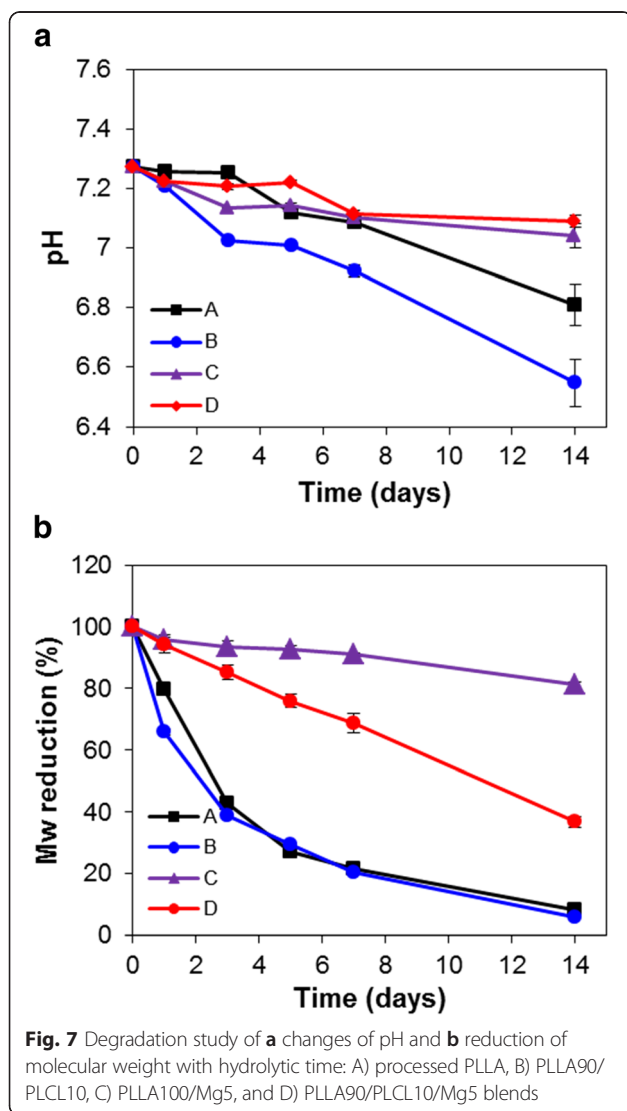 a
7.6
7.4
7.2
7
6.8
6.6
6.4
pH
A
B
C
D
0 2 4 6 8 10 12 14
Time (days)
b
120
100
80
60
40
20
0
Mw reduction (%)
A
B
C
D
0 2 4 6 8 10 12 14
Time (days)
Fig. 7 Degradation study of a changes of pH and b reduction of
molecular weight with hydrolytic time: A) processed PLLA, B) PLLA90/
PLCL10, C) PLLA100/Mg5, and D) PLLA90/PLCL10/Mg5 blends